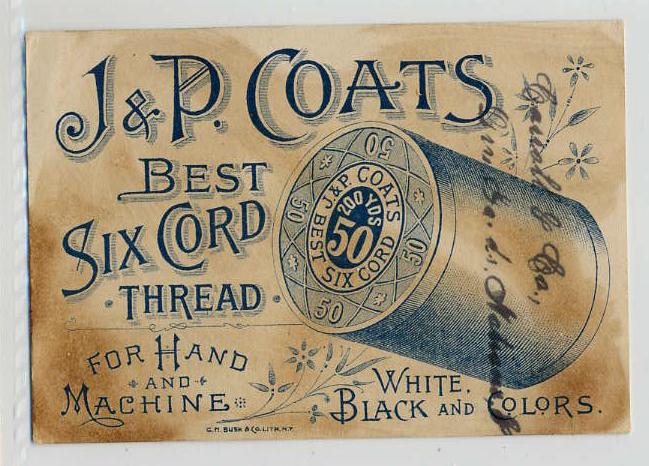 J & P. COATS
BEST
SIX CORD
THREAD
FOR HAND
AND
MACHINE
J. & P. COATS
BEST SIX CORD
200 YDS
50
50
50
50
50
WHITE,
BLACK AND COLORS.
G.H. BUEK & CO. LITH. N.Y.